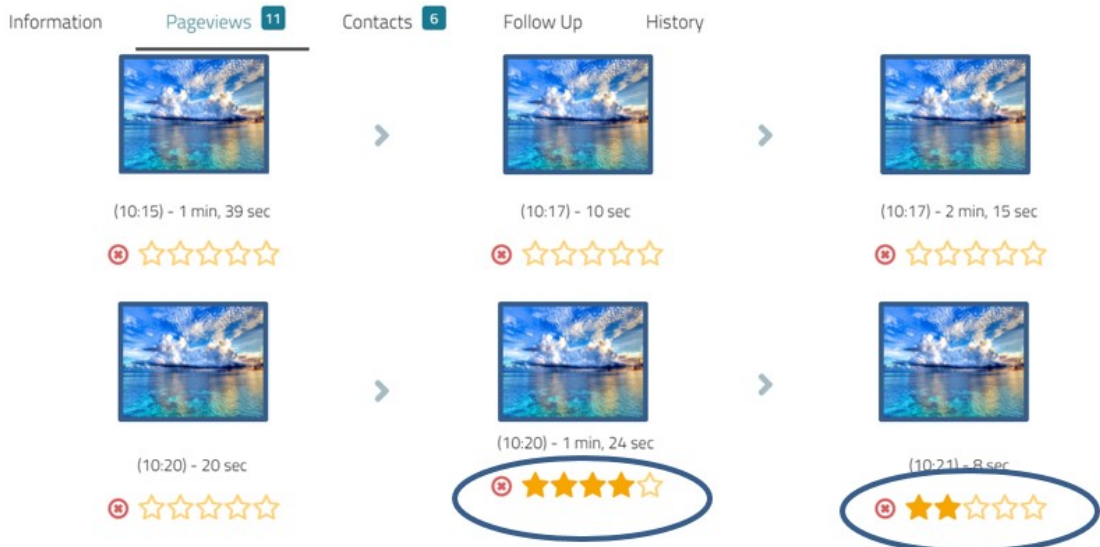 Information Pageviews 11 Contacts 6 Follow Up History
(10:15) - 1 min, 39 sec
(10:17) - 10 sec
(10:17) - 2 min, 15 sec
(10:20) - 20 sec
(10:20) - 1 min, 24 sec
(10:21) - 8 sec